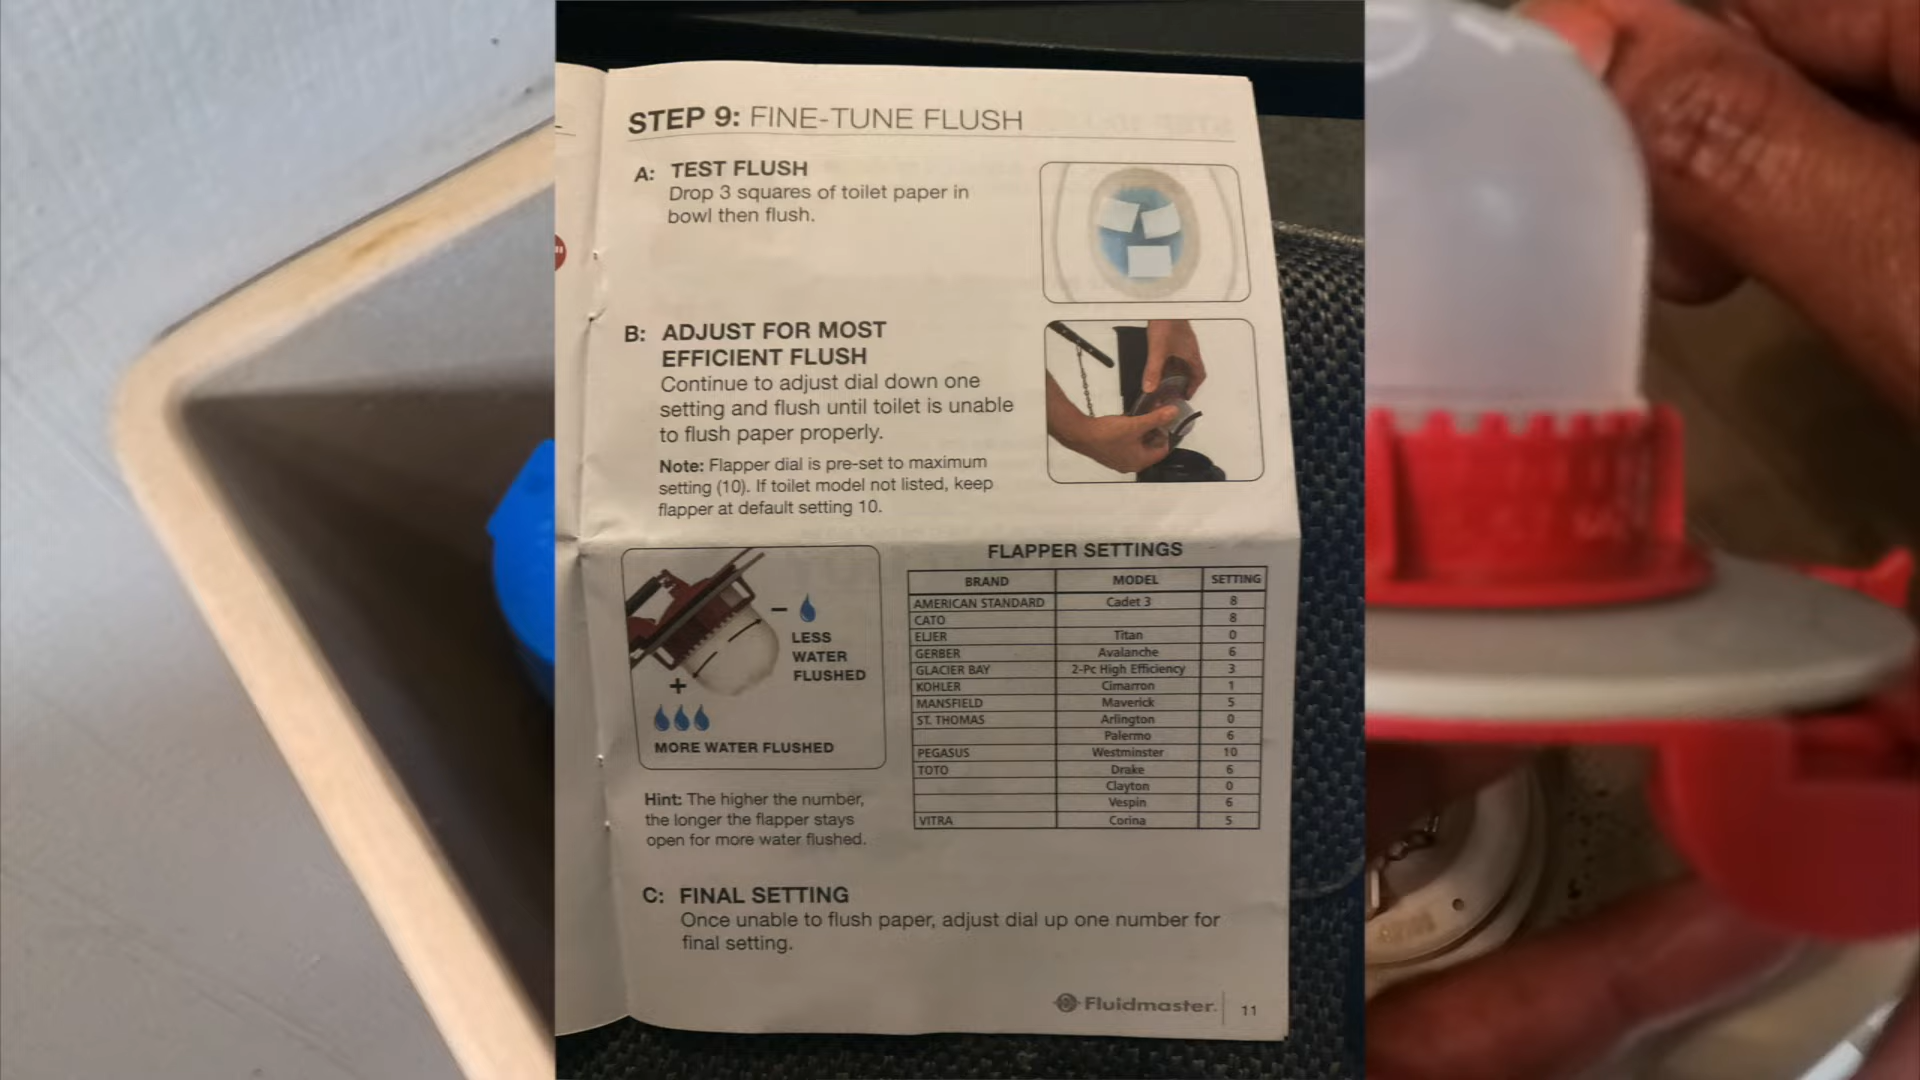 STEP 9: FINE-TUNE FLUSH
A: TEST FLUSH
Drop 3 squares of toilet paper in
bowl then flush.
B: ADJUST FOR MOST
EFFICIENT FLUSH
Continue to adjust dial down one
setting and flush until toilet is unable
to flush paper properly.
Note: Flapper dial is pre-set to maximum
setting (10). If toilet model not listed, keep
flapper at default setting 10.
− LESS
WATER
FLUSHED
+
MORE WATER FLUSHED
Hint: The higher the number,
the longer the flapper stays
open for more water flushed.
FLAPPER SETTINGS
BRAND MODEL SETTING
AMERICAN STANDARD Cadet 3 8
CATO 8
ELJER Titan 0
GERBER Avalanche 6
GLACIER BAY 2-Pc High Efficiency 3
KOHLER Cimarron 1
MANSFIELD Maverick 5
ST. THOMAS Arlington 0
Palermo 6
PEGASUS Westminster 10
TOTO Drake 6
Clayton 0
Vespin 6
VITRA Corina 5
C: FINAL SETTING
Once unable to flush paper, adjust dial up one number for
final setting.
Fluidmaster. 11